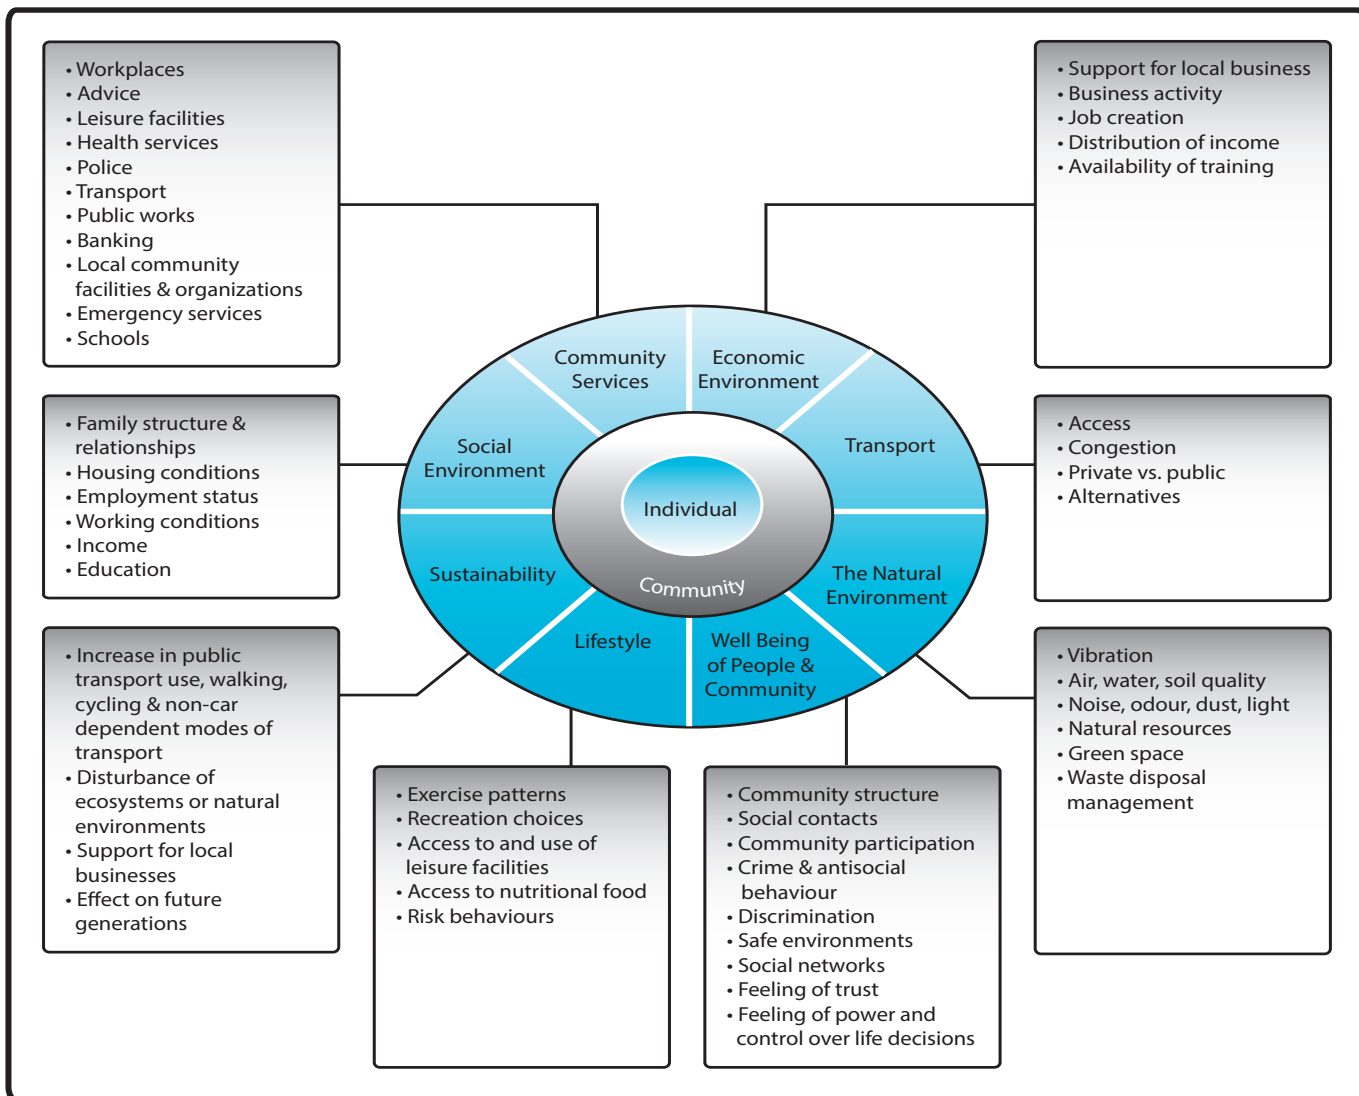 • Workplaces
• Advice
• Leisure facilities
• Health services
• Police
• Transport
• Public works
• Banking
• Local community
facilities & organizations
• Emergency services
• Schools
• Support for local business
• Business activity
• Job creation
• Distribution of income
• Availability of training
Community
Services
Economic
Environment
Social
Environment
Transport
Individual
Community
Sustainability
The Natural
Environment
Lifestyle
Well Being
of People &
Community
• Family structure &
relationships
• Housing conditions
• Employment status
• Working conditions
• Income
• Education
• Access
• Congestion
• Private vs. public
• Alternatives
• Increase in public
transport use, walking,
cycling & non-car
dependent modes of
transport
• Disturbance of
ecosystems or natural
environments
• Support for local
businesses
• Effect on future
generations
• Exercise patterns
• Recreation choices
• Access to and use of
leisure facilities
• Access to nutritional food
• Risk behaviours
• Community structure
• Social contacts
• Community participation
• Crime & antisocial
behaviour
• Discrimination
• Safe environments
• Social networks
• Feeling of trust
• Feeling of power and
control over life decisions
• Vibration
• Air, water, soil quality
• Noise, odour, dust, light
• Natural resources
• Green space
• Waste disposal
management